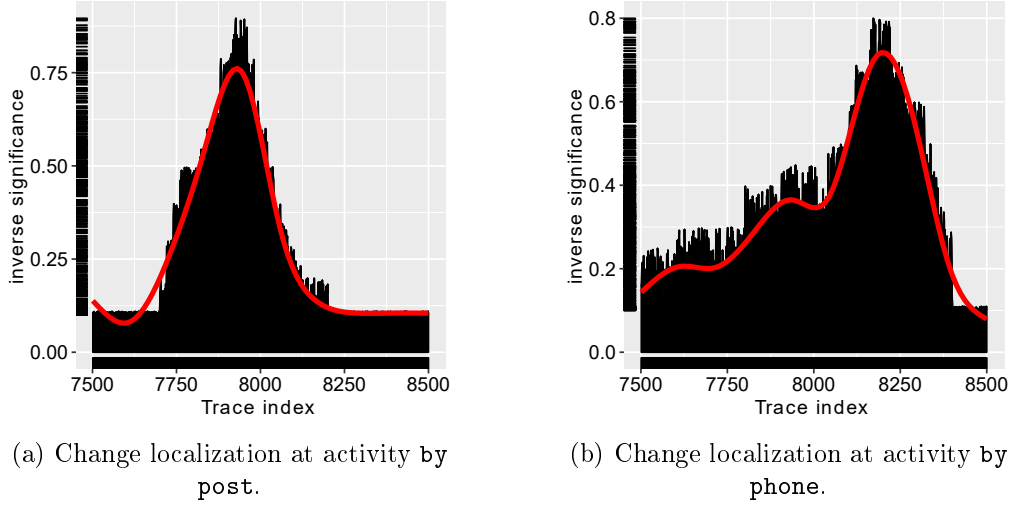 0.75
0.50
0.25
0.00
inverse significance
7500 7750 8000 8250 8500
Trace index
(a) Change localization at activity by
post.
0.8
0.6
0.4
0.2
0.0
inverse significance
7500 7750 8000 8250 8500
Trace index
(b) Change localization at activity by
phone.